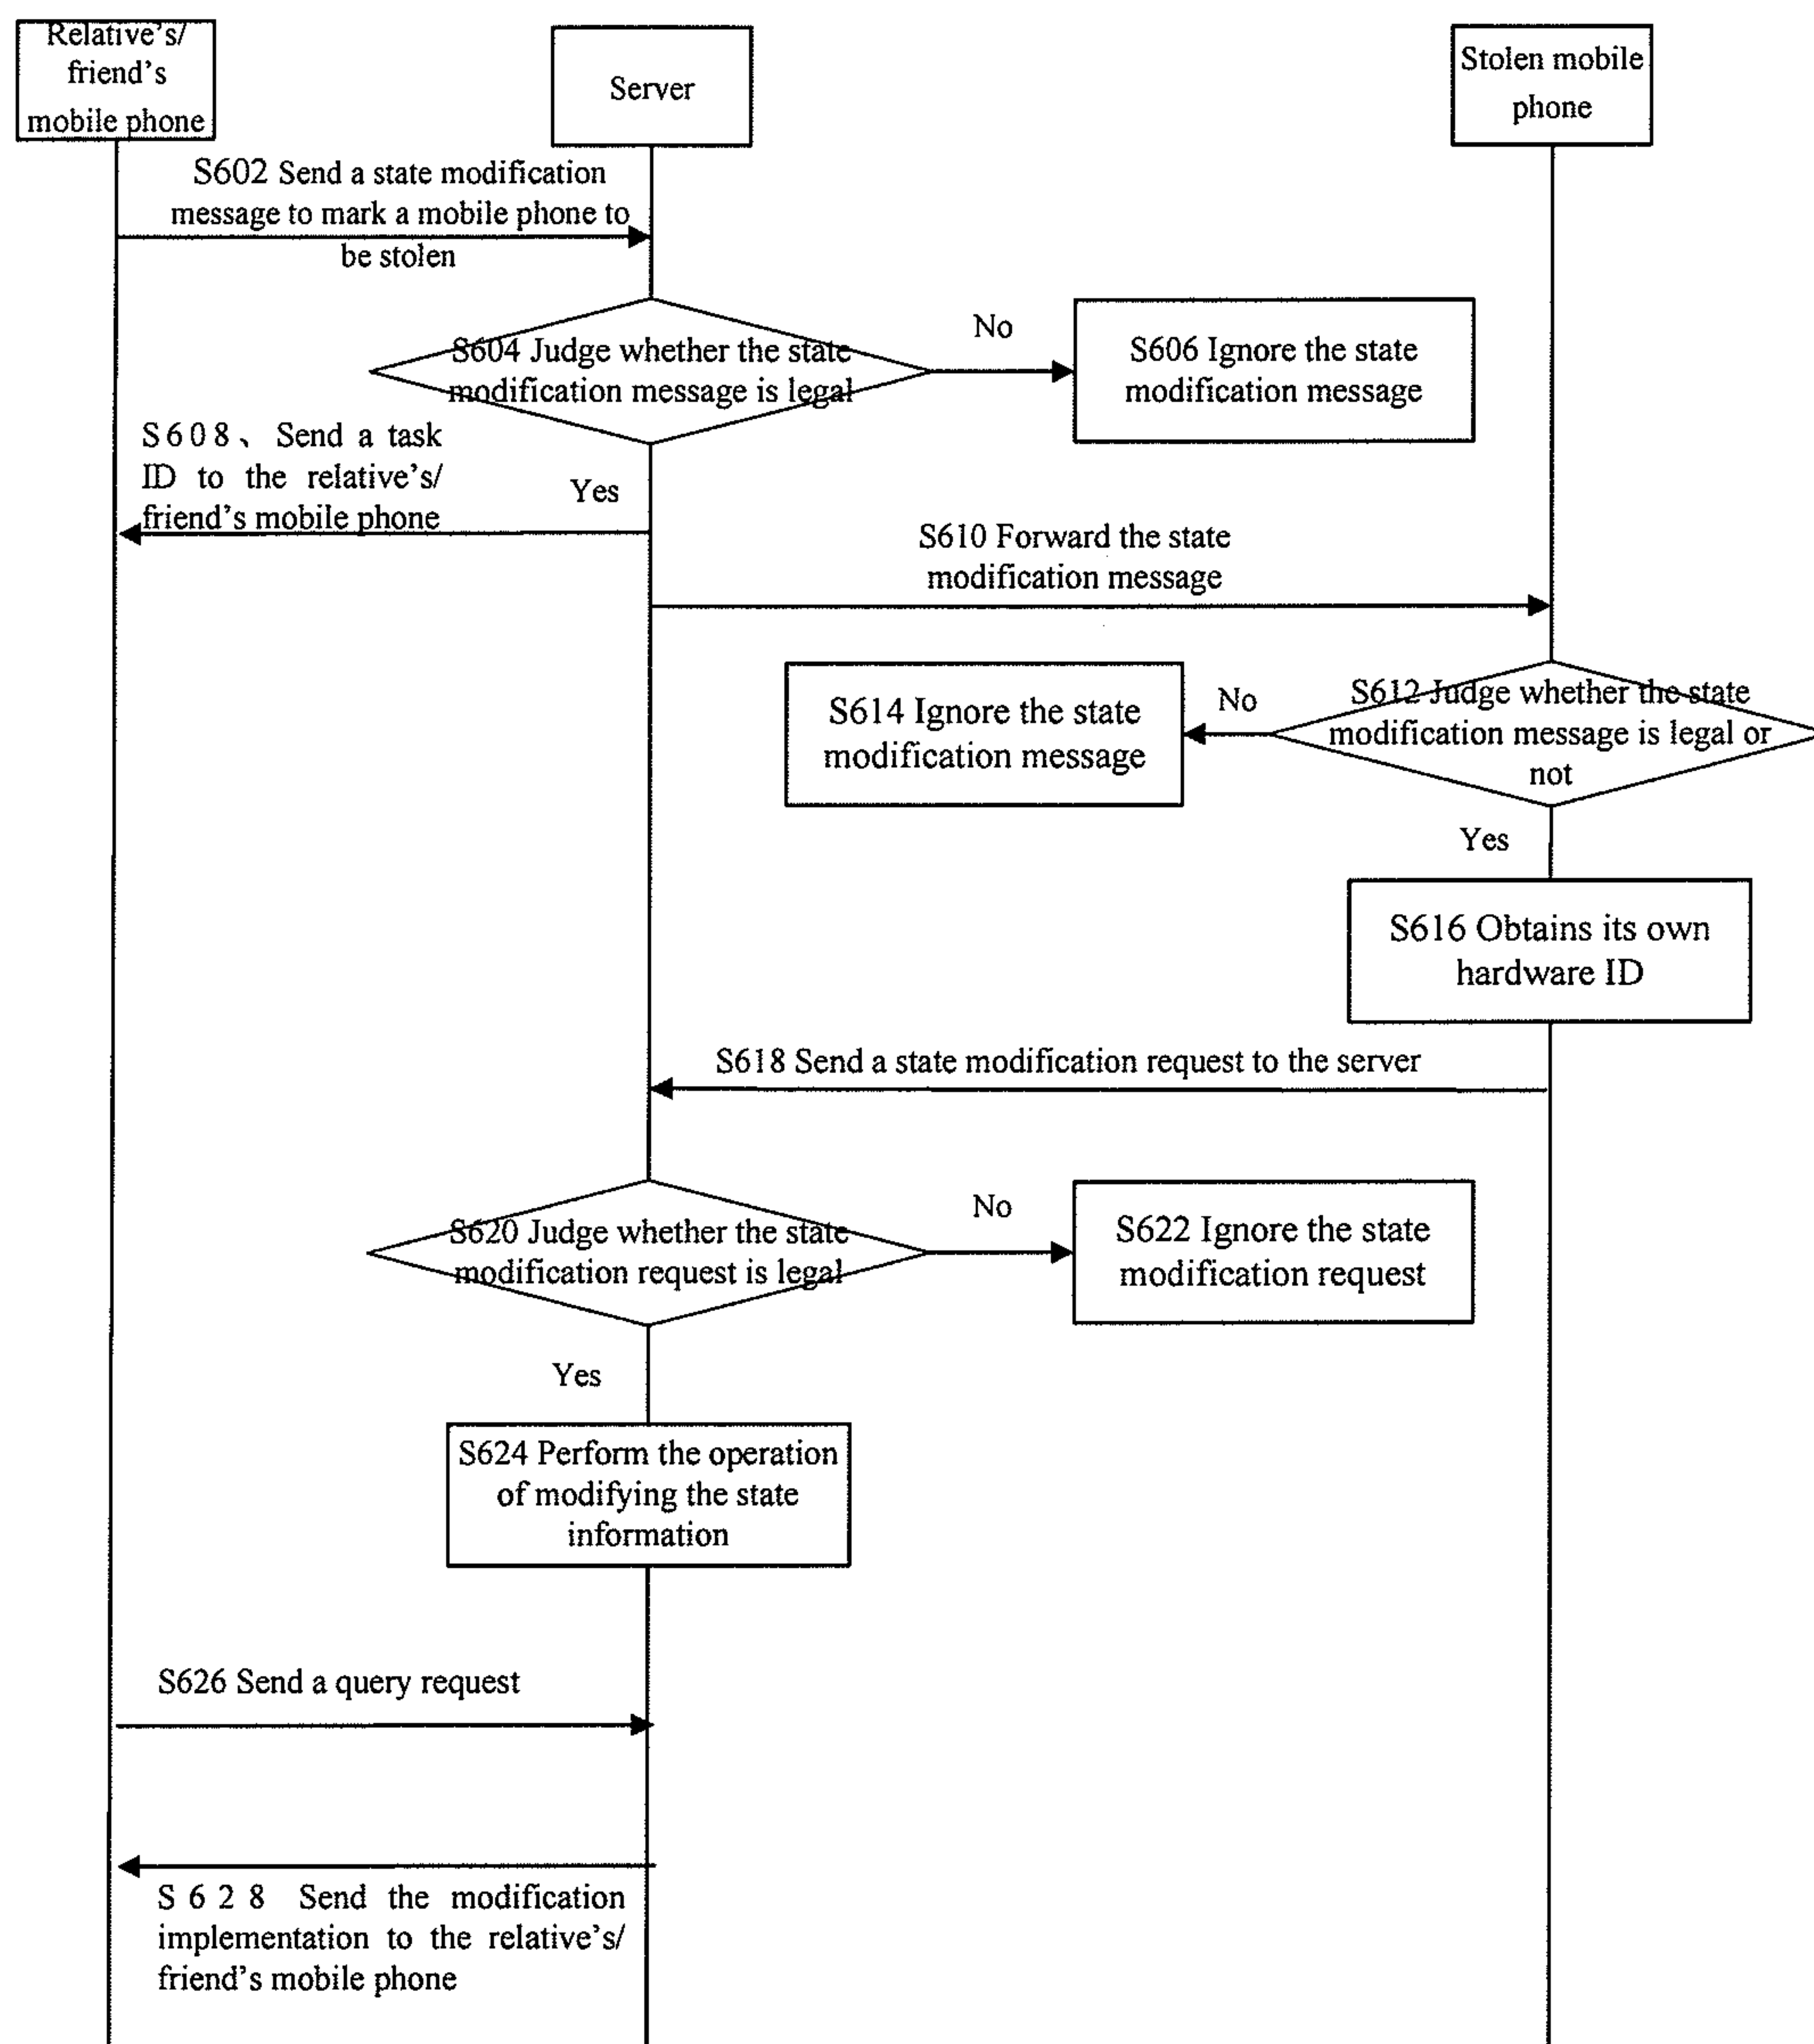 Relative's/
friend's
mobile phone
Server
Stolen mobile
phone
S602 Send a state modification
message to mark a mobile phone to
be stolen
S604 Judge whether the state
modification message is legal
No
S606 Ignore the state
modification message
S608、 Send a task
ID to the relative's/
friend's mobile phone
Yes
S610 Forward the state
modification message
S612 Judge whether the state
modification message is legal or
not
No
S614 Ignore the state
modification message
Yes
S616 Obtains its own
hardware ID
S618 Send a state modification request to the server
S620 Judge whether the state
modification request is legal
No
S622 Ignore the state
modification request
Yes
S624 Perform the operation
of modifying the state
information
S626 Send a query request
S628 Send the modification
implementation to the relative's/
friend's mobile phone